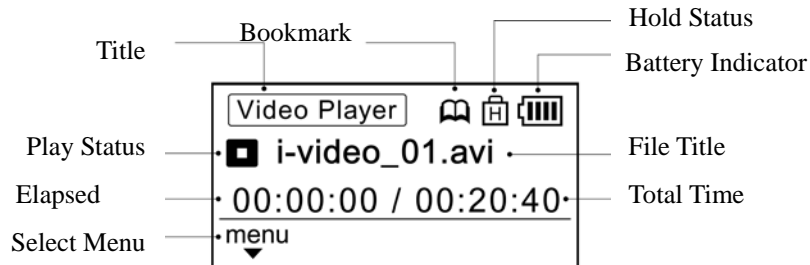 Hold Status
Bookmark
Title
Battery Indicator
Video Player H
Play Status
i-video_01.avi
File Title
Elapsed
00:00:00 / 00:20:40
Total Time
Select Menu
menu